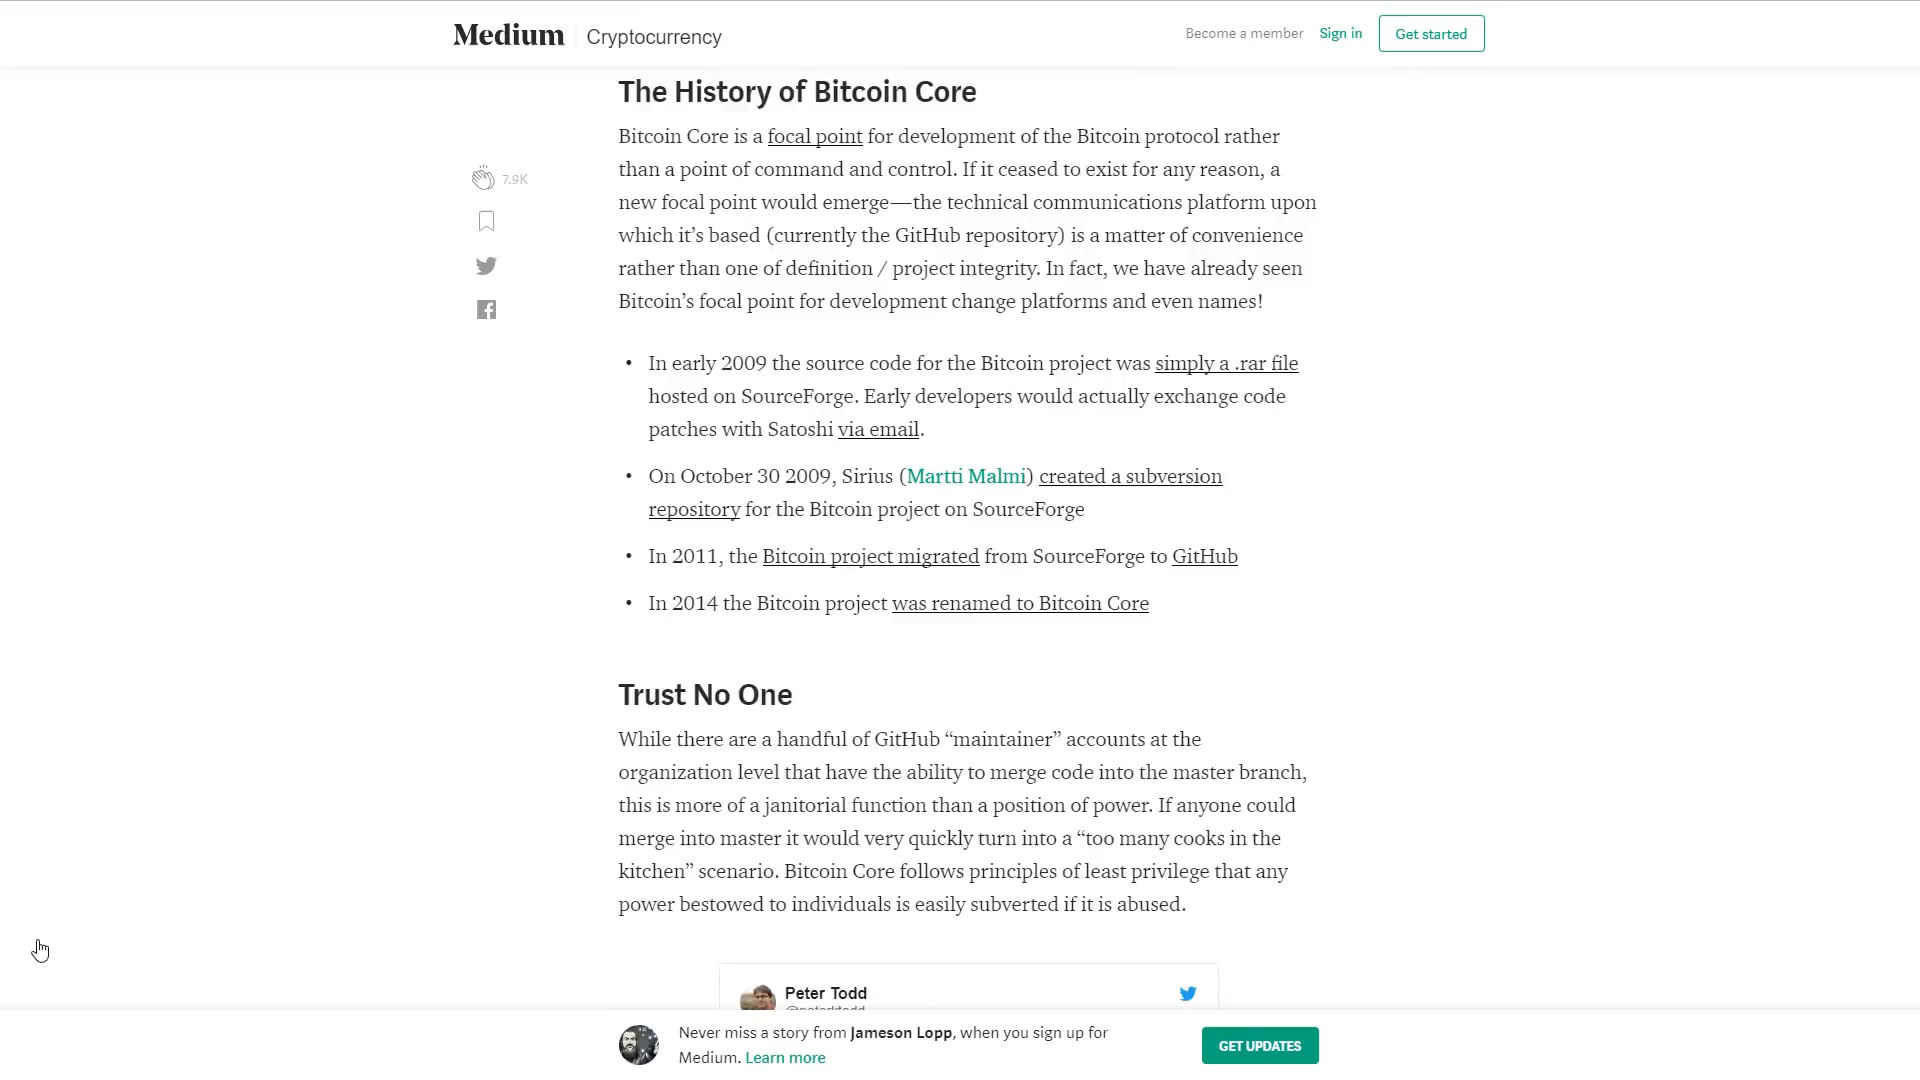 Medium Cryptocurrency Become a member Sign in Get started
The History of Bitcoin Core
Bitcoin Core is a focal point for development of the Bitcoin protocol rather
than a point of command and control. If it ceased to exist for any reason, a
new focal point would emerge—the technical communications platform upon
which it’s based (currently the GitHub repository) is a matter of convenience
rather than one of definition / project integrity. In fact, we have already seen
Bitcoin’s focal point for development change platforms and even names!
7.9K
• In early 2009 the source code for the Bitcoin project was simply a .rar file
hosted on SourceForge. Early developers would actually exchange code
patches with Satoshi via email.
• On October 30 2009, Sirius (Martti Malmi) created a subversion
repository for the Bitcoin project on SourceForge
• In 2011, the Bitcoin project migrated from SourceForge to GitHub
• In 2014 the Bitcoin project was renamed to Bitcoin Core
Trust No One
While there are a handful of GitHub “maintainer” accounts at the
organization level that have the ability to merge code into the master branch,
this is more of a janitorial function than a position of power. If anyone could
merge into master it would very quickly turn into a “too many cooks in the
kitchen” scenario. Bitcoin Core follows principles of least privilege that any
power bestowed to individuals is easily subverted if it is abused.
Peter Todd
Never miss a story from Jameson Lopp, when you sign up for
Medium. Learn more
GET UPDATES